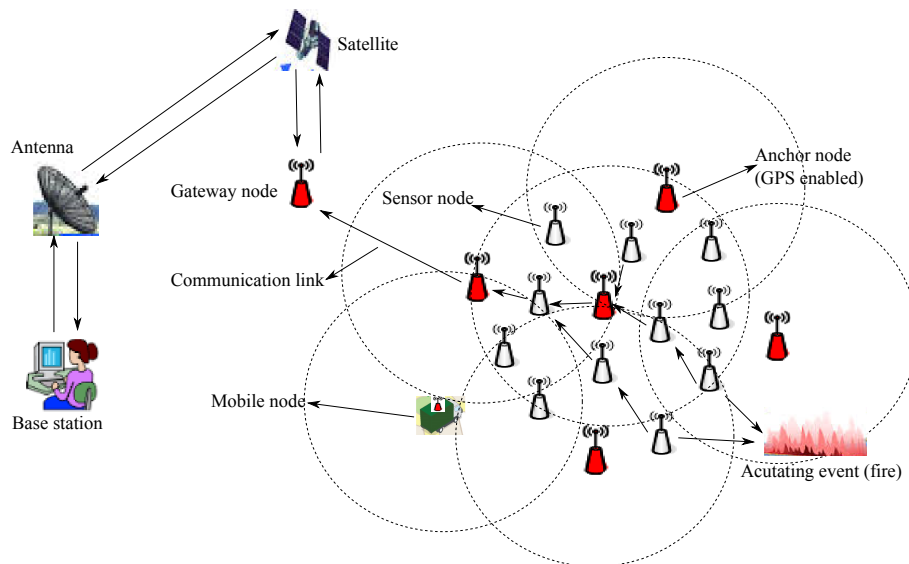 Satellite
Antenna
Anchor node
(GPS enabled)
Gateway node
Sensor node
Communication link
Mobile node
Base station
Acutating event (fire)